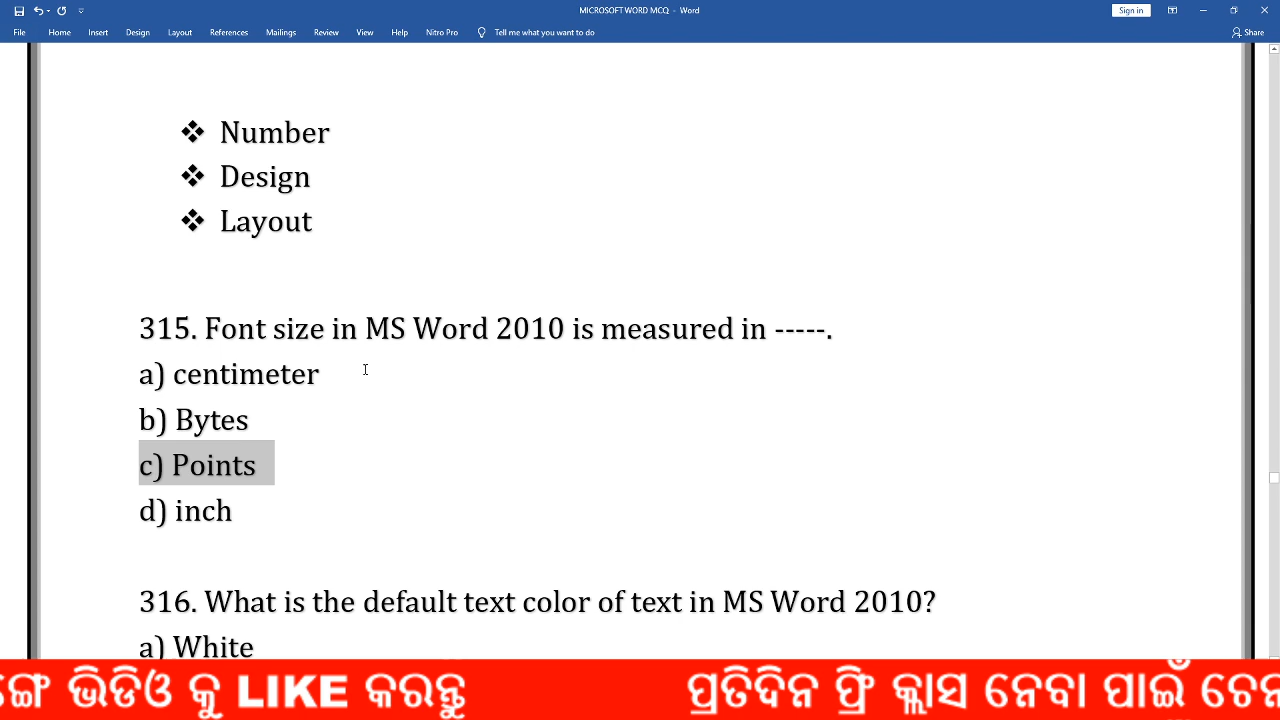 MICROSOFT WORD MCQ - Word
Sign in
File Home Insert Design Layout References Mailings Review View Help Nitro Pro Tell me what you want to do Share
❖ Number
❖ Design
❖ Layout
315. Font size in MS Word 2010 is measured in -----.
a) centimeter
b) Bytes
c) Points
d) inch
316. What is the default text color of text in MS Word 2010?
a) White
ଙ୍ଗେ ଭିଡିଓ କୁ LIKE କରନ୍ତୁ ପ୍ରତିଦିନ ଫ୍ରି କ୍ଲାସ ନେବା ପାଇଁ ଚେନ